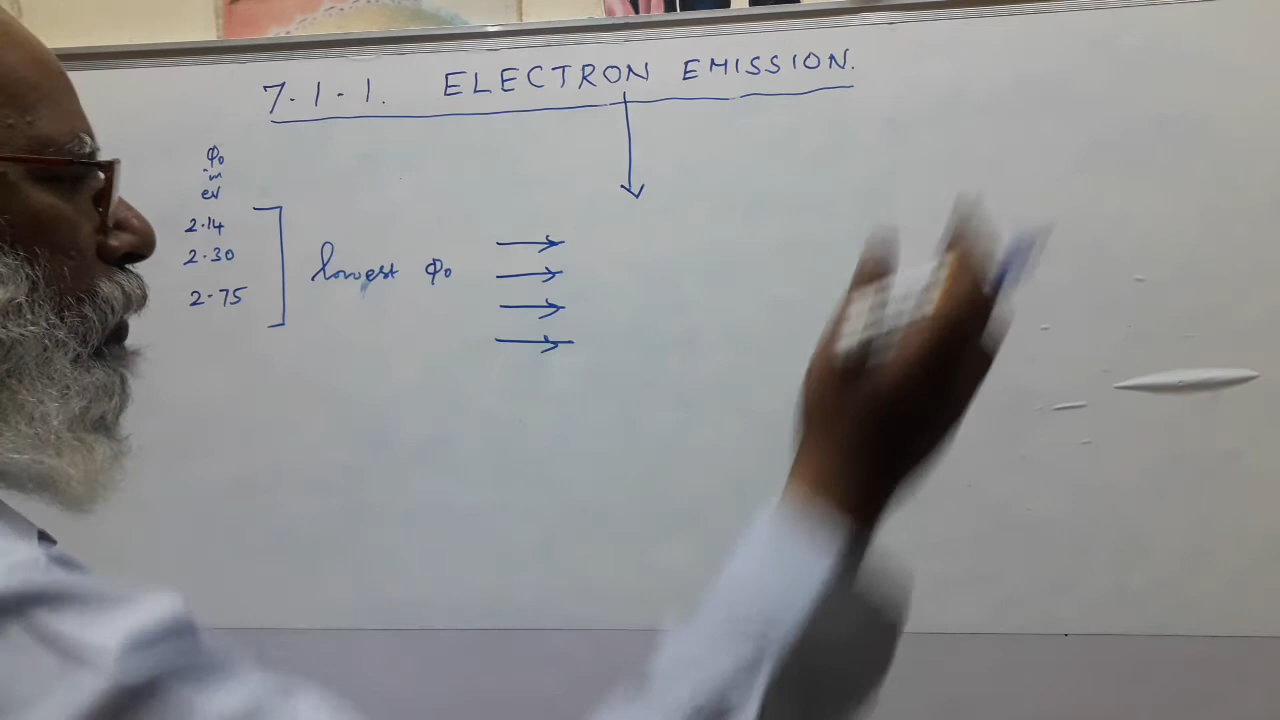 7.1.1. ELECTRON EMISSION.
φ₀
in
eV
2.14
2.30
2.75
lowest φ₀